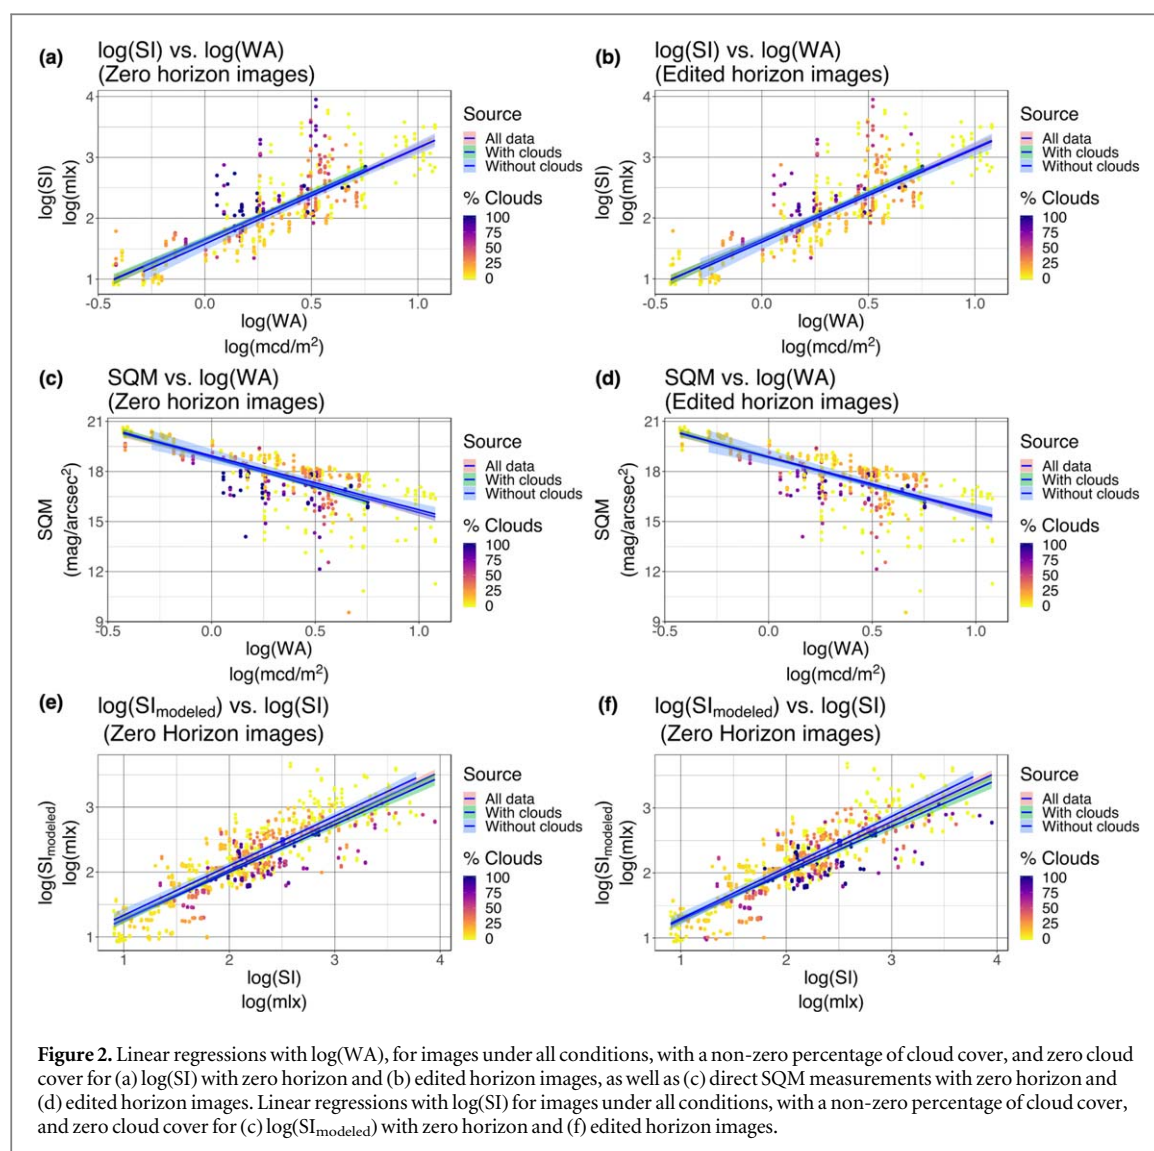 (a) log(SI) vs. log(WA)
(Zero horizon images)
4
3
2
1
log(SI)
log(mlx)
-0.5 0.0 0.5 1.0
log(WA)
log(mcd/m²)
Source
All data
With clouds
Without clouds
% Clouds
100
75
50
25
0
(b) log(SI) vs. log(WA)
(Edited horizon images)
4
3
2
1
log(SI)
log(mlx)
-0.5 0.0 0.5 1.0
log(WA)
log(mcd/m²)
Source
All data
With clouds
Without clouds
% Clouds
100
75
50
25
0
(c) SQM vs. log(WA)
(Zero horizon images)
21
18
15
12
9
SQM
(mag/arcsec²)
-0.5 0.0 0.5 1.0
log(WA)
log(mcd/m²)
Source
All data
With clouds
Without clouds
% Clouds
100
75
50
25
0
(d) SQM vs. log(WA)
(Edited horizon images)
21
18
15
12
9
SQM
(mag/arcsec²)
-0.5 0.0 0.5 1.0
log(WA)
log(mcd/m²)
Source
All data
With clouds
Without clouds
% Clouds
100
75
50
25
0
(e) log(SImodeled) vs. log(SI)
(Zero Horizon images)
3
2
1
log(SImodeled)
log(mlx)
1 2 3 4
log(SI)
log(mlx)
Source
All data
With clouds
Without clouds
% Clouds
100
75
50
25
0
(f) log(SImodeled) vs. log(SI)
(Zero Horizon images)
3
2
1
log(SImodeled)
log(mlx)
1 2 3 4
log(SI)
log(mlx)
Source
All data
With clouds
Without clouds
% Clouds
100
75
50
25
0
Figure 2. Linear regressions with log(WA), for images under all conditions, with a non-zero percentage of cloud cover, and zero cloud
cover for (a) log(SI) with zero horizon and (b) edited horizon images, as well as (c) direct SQM measurements with zero horizon and
(d) edited horizon images. Linear regressions with log(SI) for images under all conditions, with a non-zero percentage of cloud cover,
and zero cloud cover for (c) log(SImodeled) with zero horizon and (f) edited horizon images.